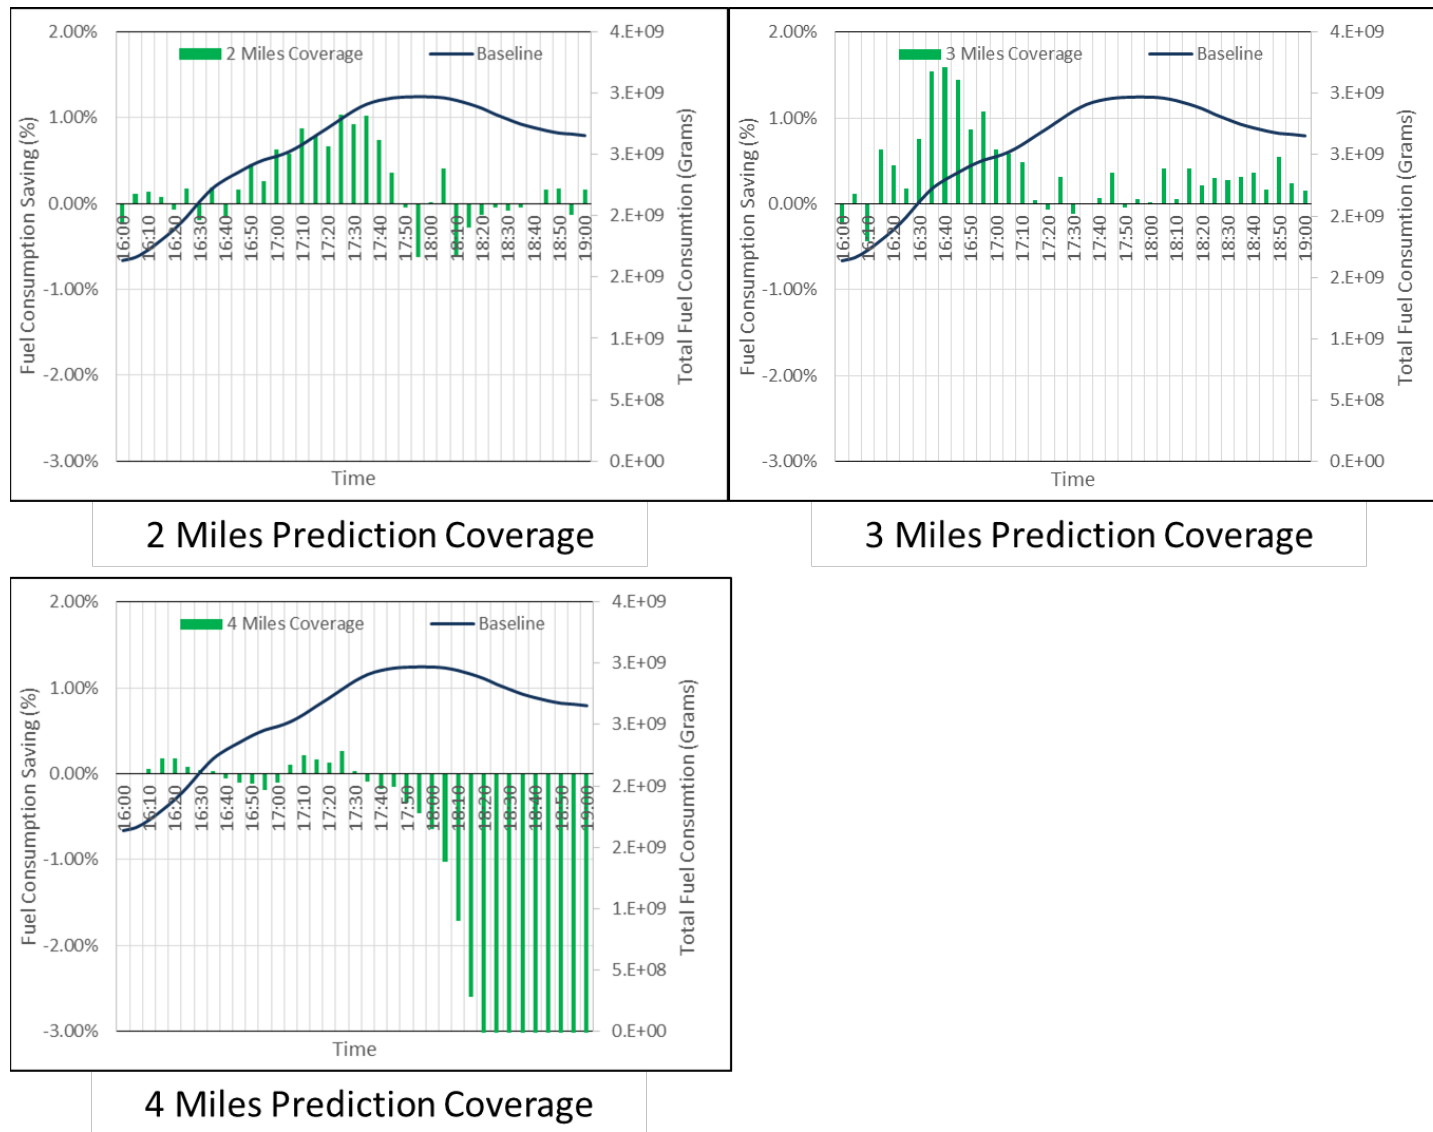 2.00%
1.00%
0.00%
-1.00%
-2.00%
-3.00%
Fuel Consumption Saving (%)
2 Miles Coverage
Baseline
16:00
16:10
16:20
16:30
16:40
16:50
17:00
17:10
17:20
17:30
17:40
17:50
18:00
18:10
18:20
18:30
18:40
18:50
19:00
Time
4.E+09
3.E+09
3.E+09
2.E+09
2.E+09
1.E+09
5.E+08
0.E+00
Total Fuel Consumtion (Grams)
2 Miles Prediction Coverage
2.00%
1.00%
0.00%
-1.00%
-2.00%
-3.00%
Fuel Consumption Saving (%)
3 Miles Coverage
Baseline
16:00
16:10
16:20
16:30
16:40
16:50
17:00
17:10
17:20
17:30
17:40
17:50
18:00
18:10
18:20
18:30
18:40
18:50
19:00
Time
4.E+09
3.E+09
3.E+09
2.E+09
2.E+09
1.E+09
5.E+08
0.E+00
Total Fuel Consumtion (Grams)
3 Miles Prediction Coverage
2.00%
1.00%
0.00%
-1.00%
-2.00%
-3.00%
Fuel Consumption Saving (%)
4 Miles Coverage
Baseline
16:00
16:10
16:20
16:30
16:40
16:50
17:00
17:10
17:20
17:30
17:40
17:50
18:00
18:10
18:20
18:30
18:40
18:50
19:00
Time
4.E+09
3.E+09
3.E+09
2.E+09
2.E+09
1.E+09
5.E+08
0.E+00
Total Fuel Consumtion (Grams)
4 Miles Prediction Coverage